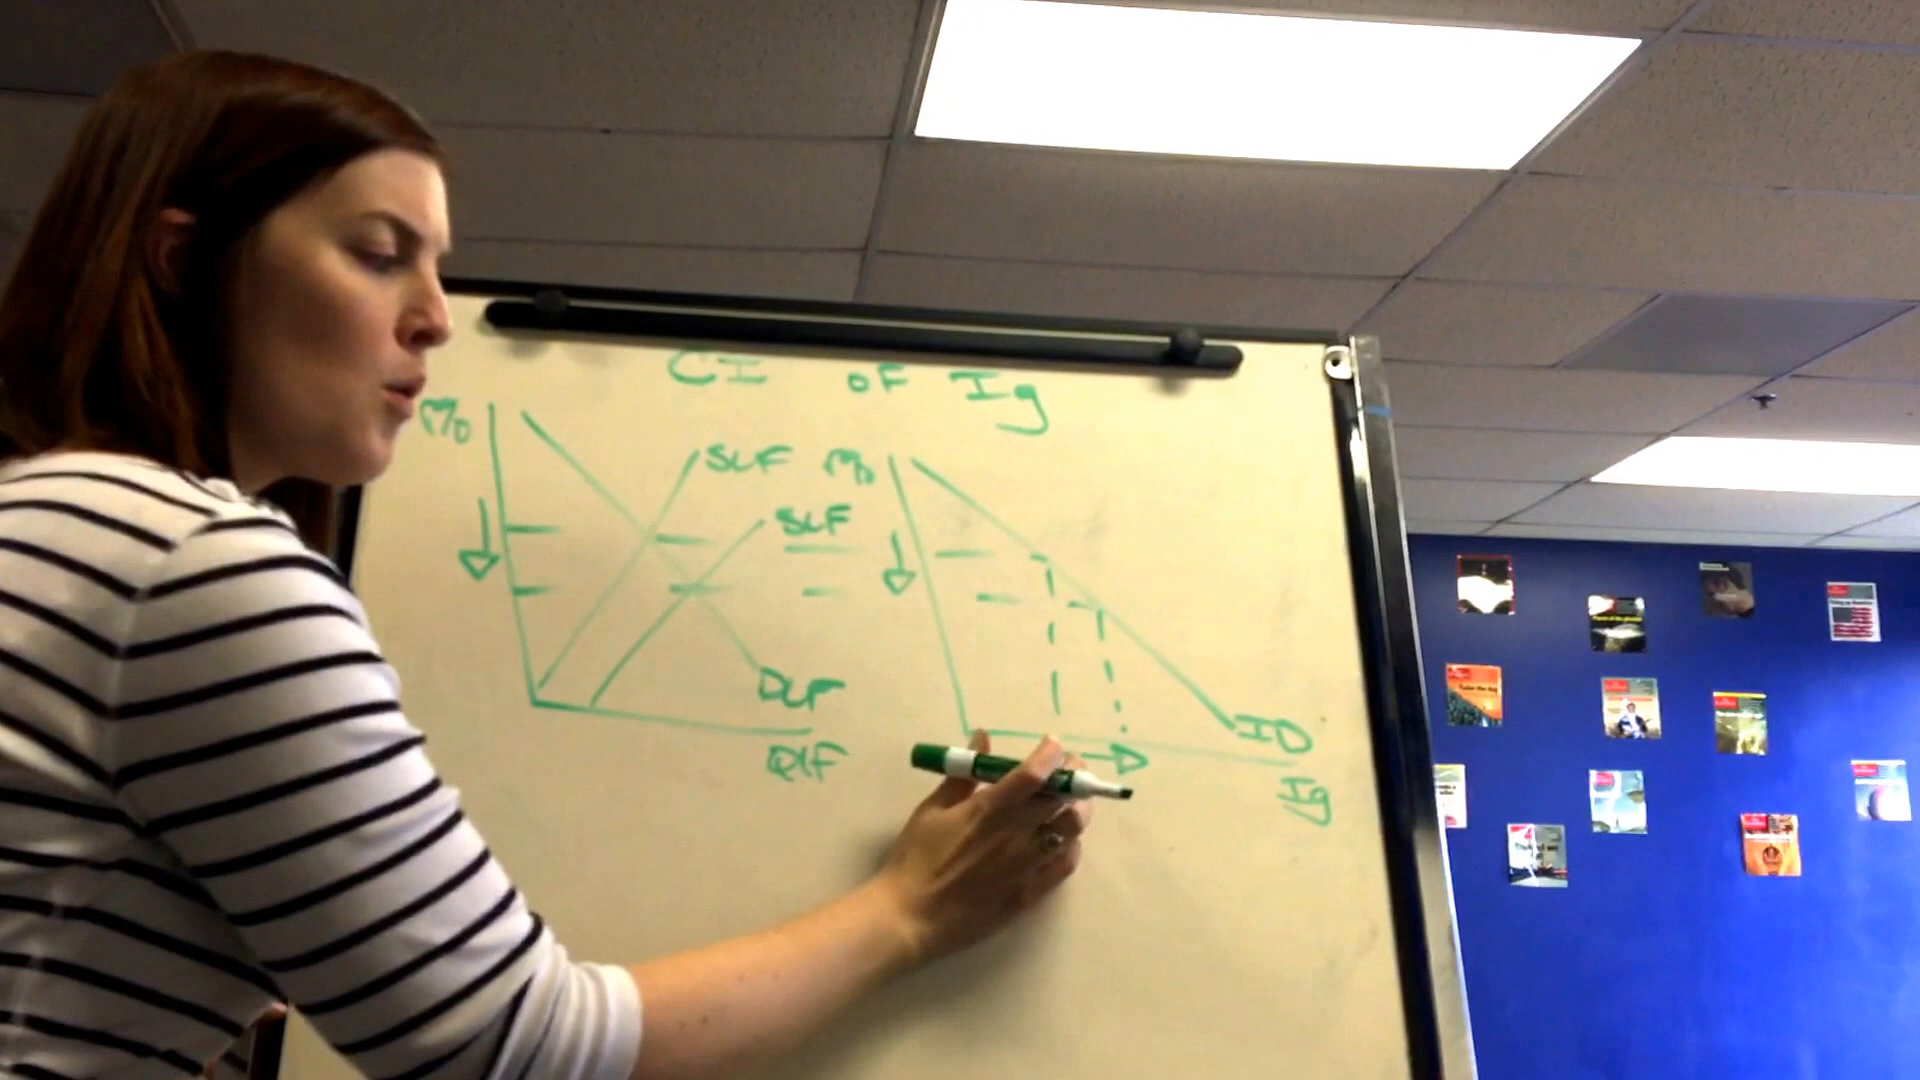 CI OF Ig
r%
SLF
r%
SLF
DLF
QLF
ID
Ig